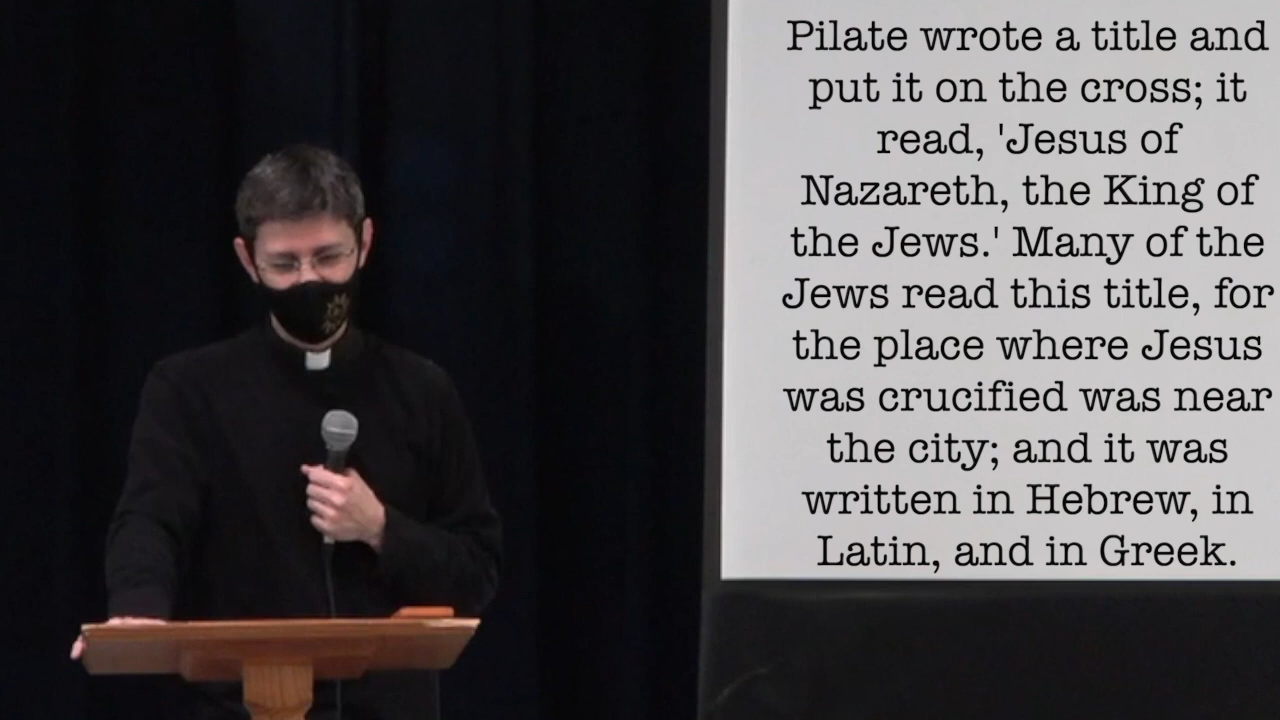 Pilate wrote a title and
put it on the cross; it
read, 'Jesus of
Nazareth, the King of
the Jews.' Many of the
Jews read this title, for
the place where Jesus
was crucified was near
the city; and it was
written in Hebrew, in
Latin, and in Greek.